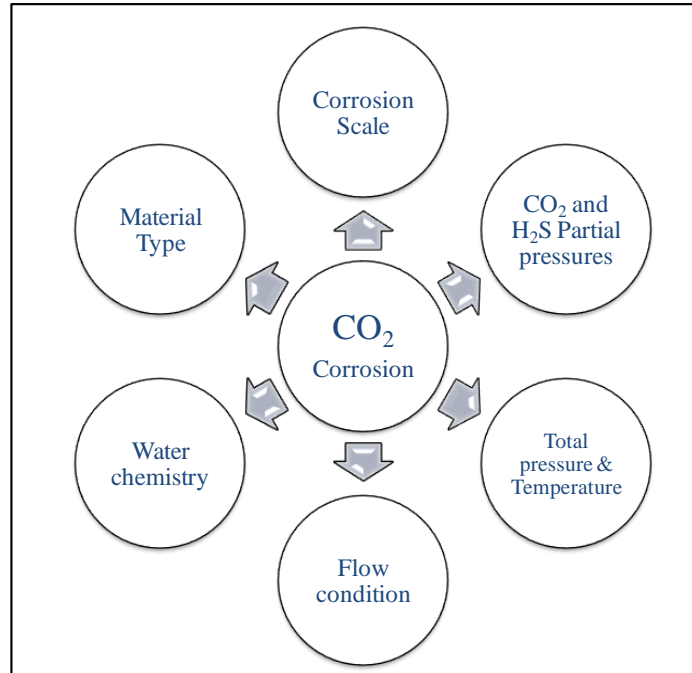 Corrosion
Scale
CO₂ and
H₂S Partial
pressures
Material
Type
CO₂
Corrosion
Total
pressure &
Temperature
Water
chemistry
Flow
condition